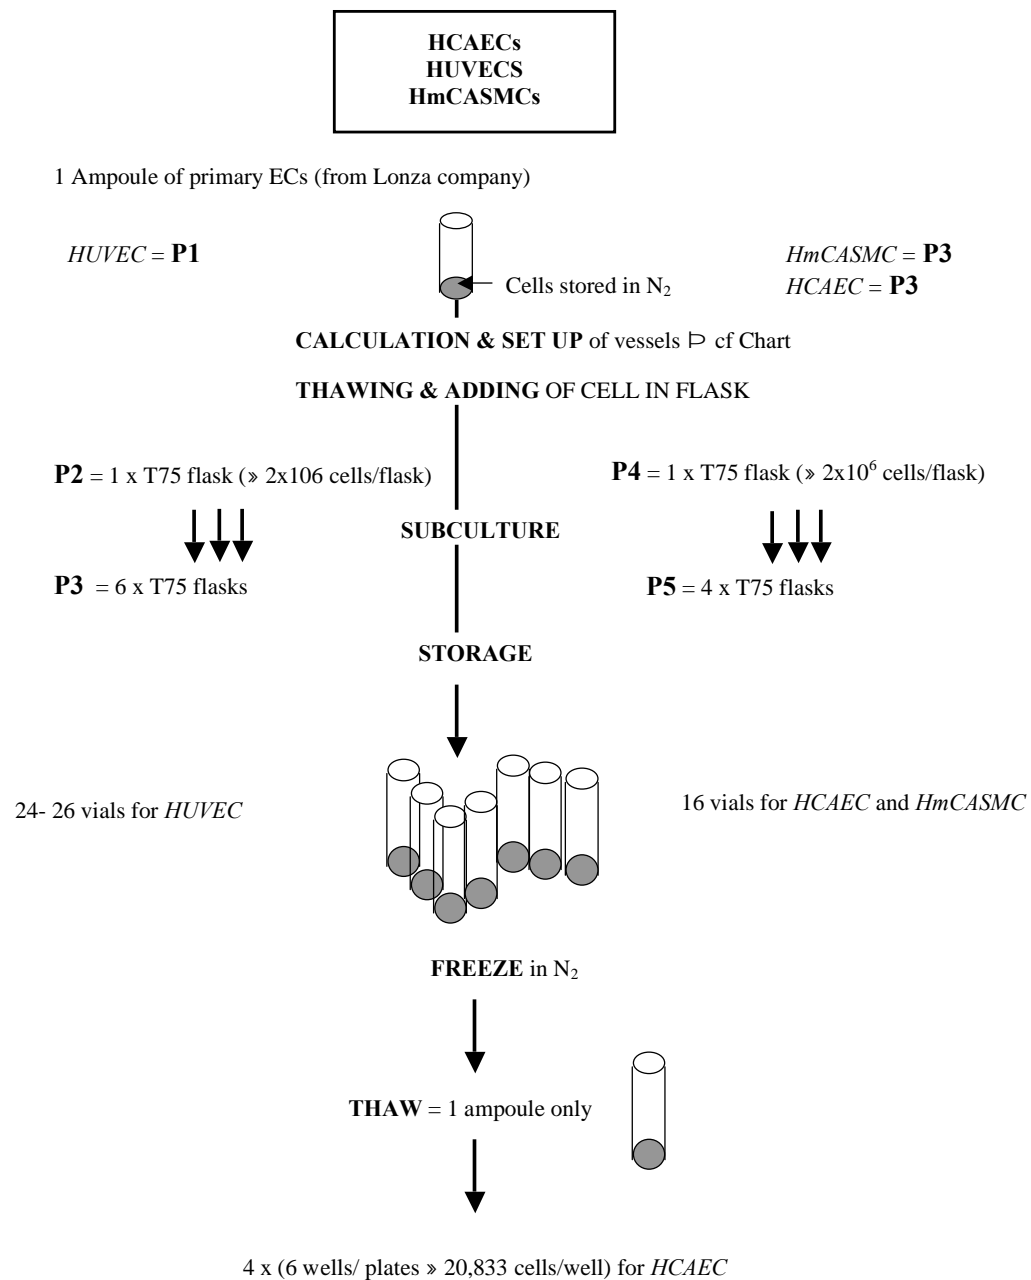 HCAECs
HUVECS
HmCASMCs
1 Ampoule of primary ECs (from Lonza company)
HUVEC = P1
HmCASMC = P3
HCAEC = P3
Cells stored in N₂
CALCULATION & SET UP of vessels Þ cf Chart
THAWING & ADDING OF CELL IN FLASK
P2 = 1 x T75 flask (» 2x106 cells/flask)
P4 = 1 x T75 flask (» 2x10⁶ cells/flask)
SUBCULTURE
P3 = 6 x T75 flasks
P5 = 4 x T75 flasks
STORAGE
24- 26 vials for HUVEC
16 vials for HCAEC and HmCASMC
FREEZE in N₂
THAW = 1 ampoule only
4 x (6 wells/ plates » 20,833 cells/well) for HCAEC